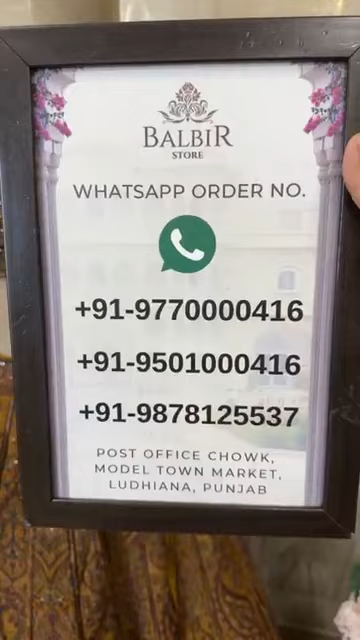 BALBIR
STORE
WHATSAPP ORDER NO.
+91-9770000416
+91-9501000416
+91-9878125537
POST OFFICE CHOWK,
MODEL TOWN MARKET,
LUDHIANA, PUNJAB